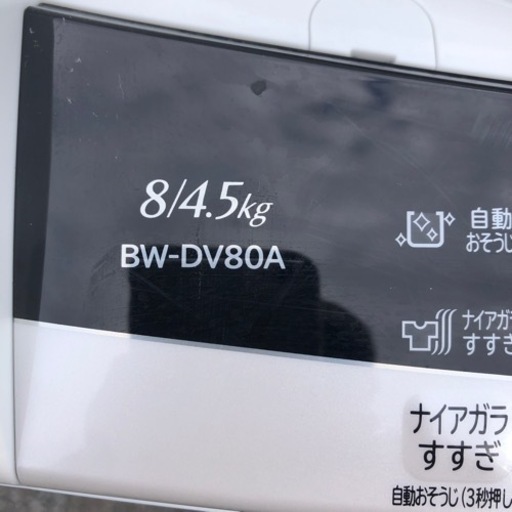 8/4.5kg
BW-DV80A
自動
おそうじ
ナイアガラ
すすぎ
ナイアガラ
すすぎ
自動おそうじ(3秒押し